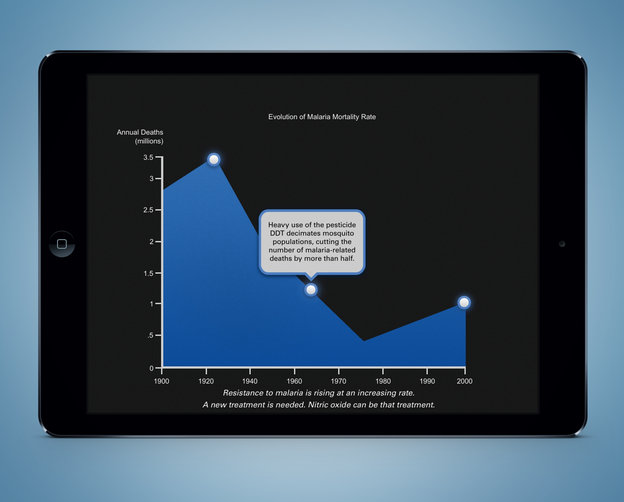 Evolution of Malaria Mortality Rate
Annual Deaths
(millions)
3.5
3
2.5
2
1.5
1
.5
0
Heavy use of the pesticide
DDT decimates mosquito
populations, cutting the
number of malaria-related
deaths by more than half.
1900 1920 1940 1960 1970 1980 1990 2000
Resistance to malaria is rising at an increasing rate.
A new treatment is needed. Nitric oxide can be that treatment.